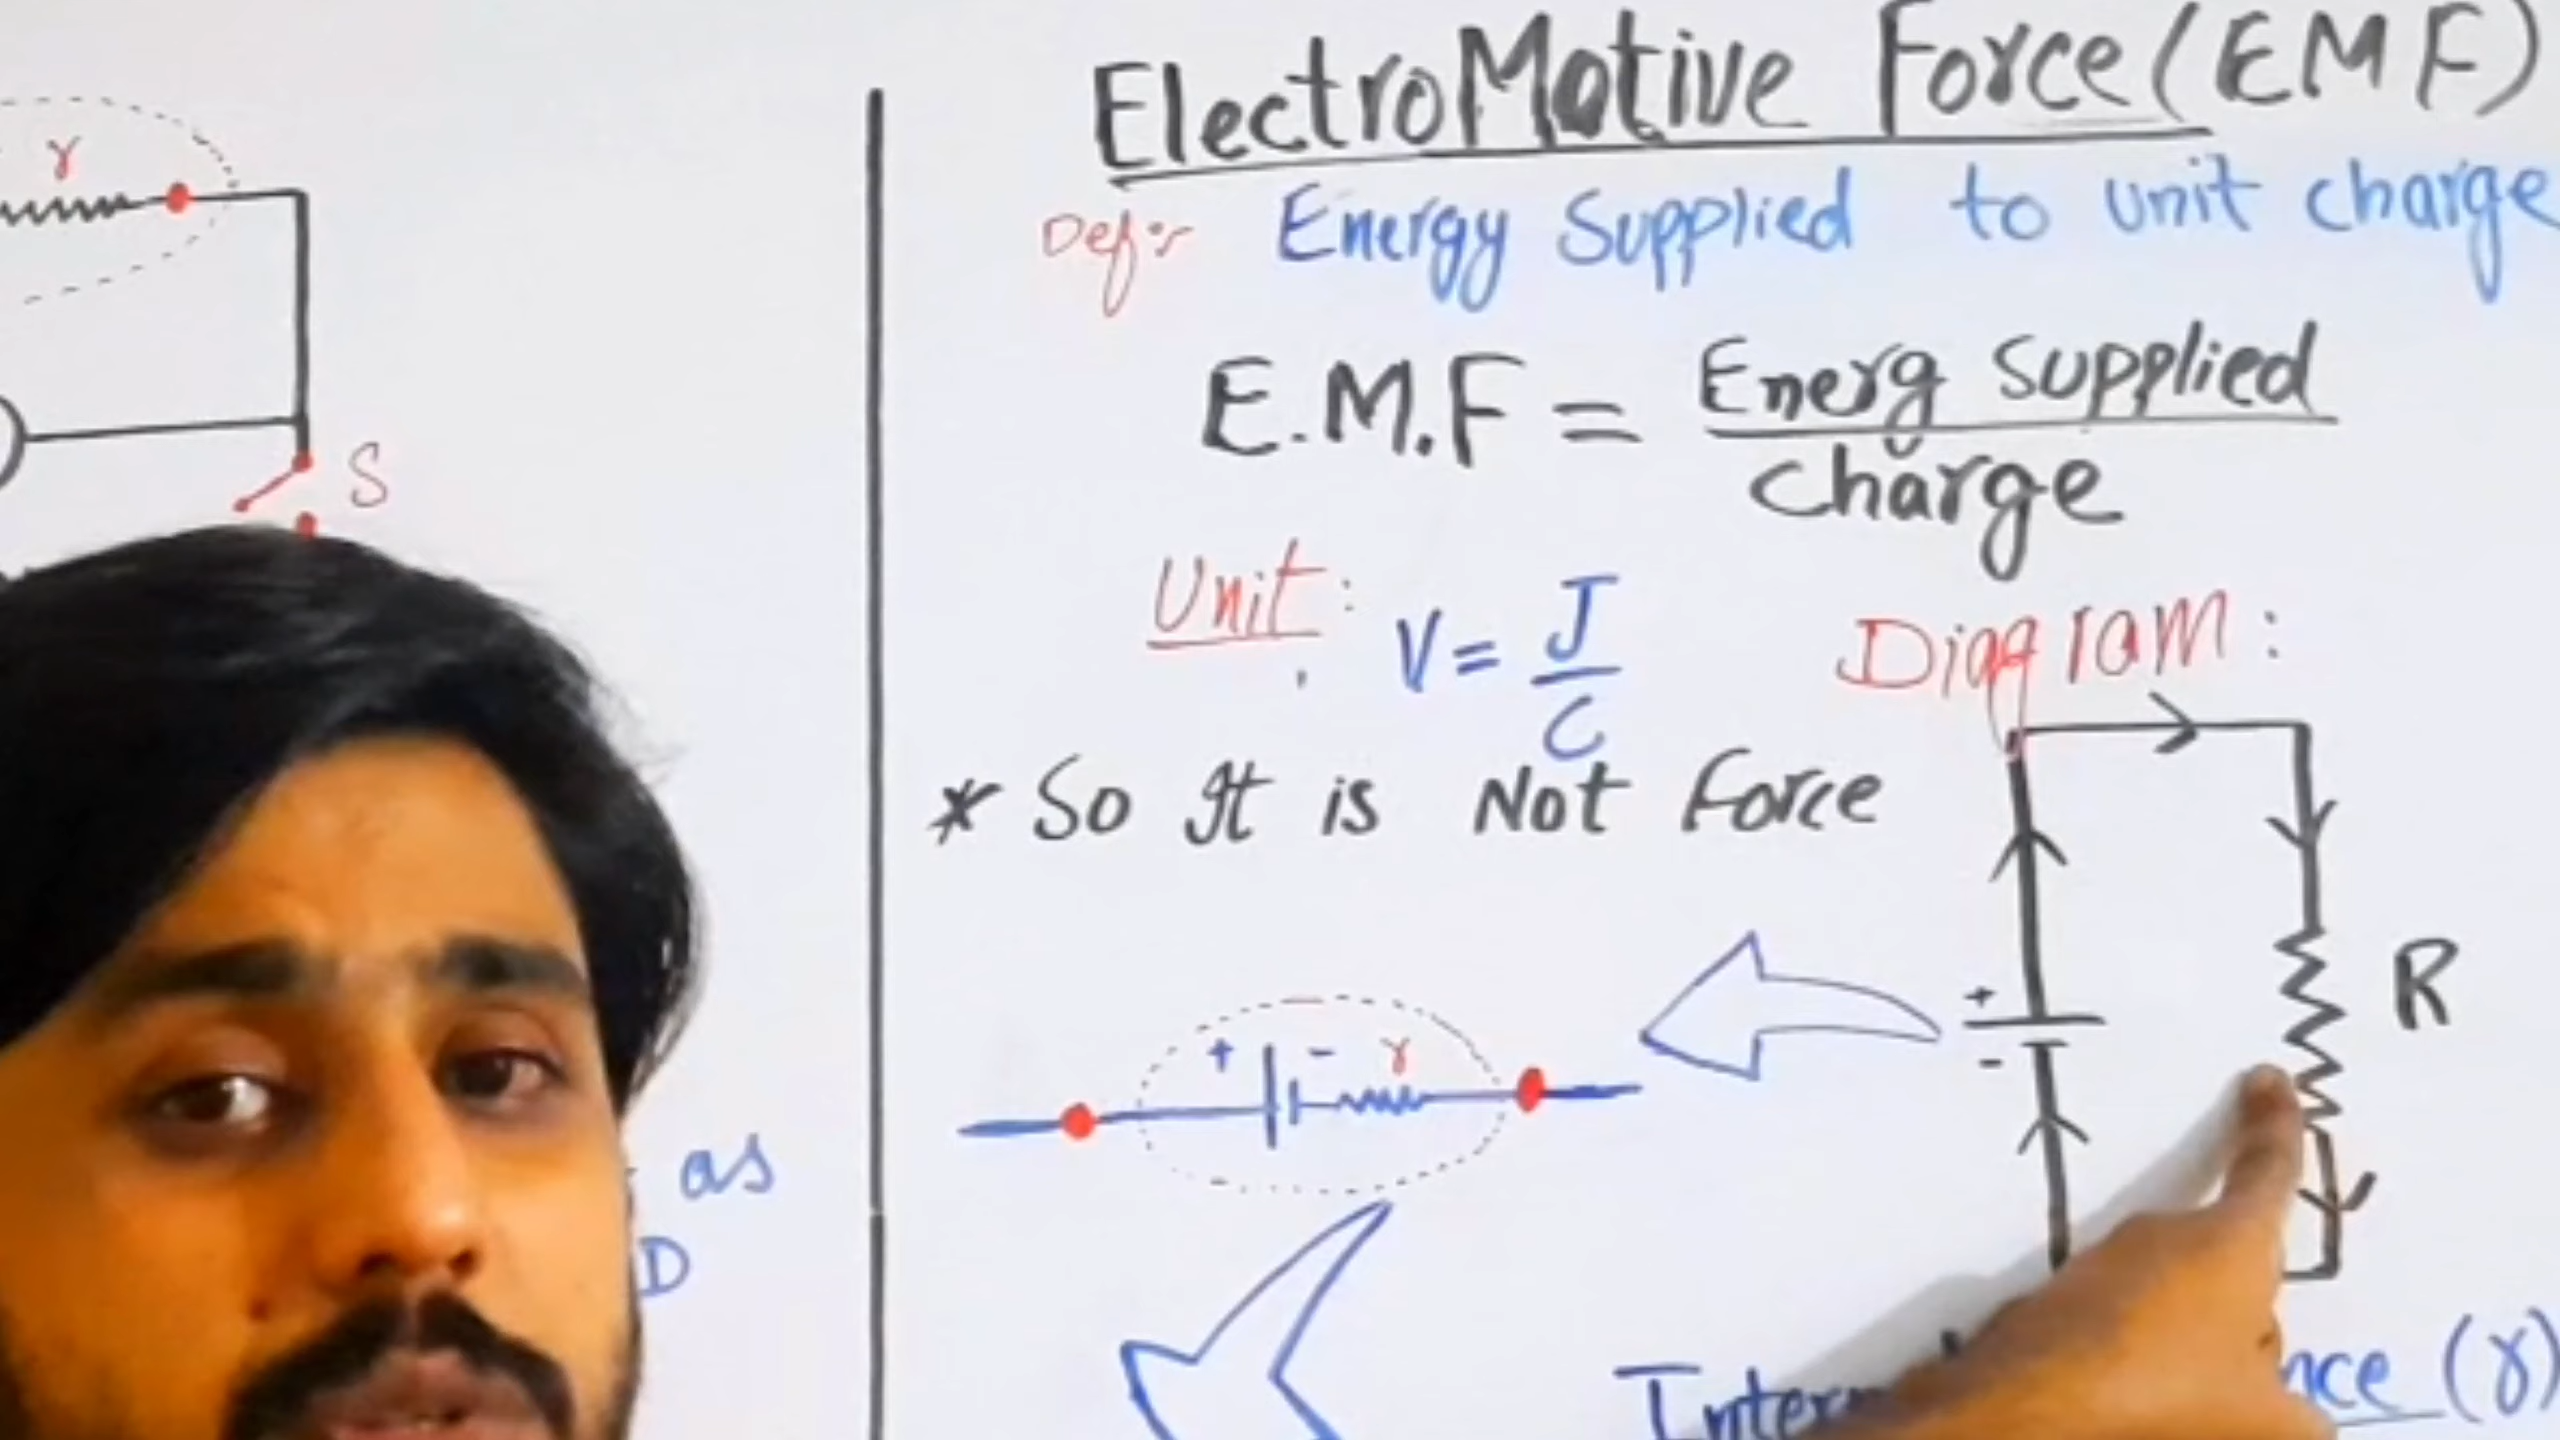 r
S
as
D
ElectroMotive Force (EMF)
Def:- Energy Supplied to unit charge
E.M.F = Energ Supplied
charge
Unit: V = J
C
Diagram:
* So It is Not Force
+
-
R
+ - r
(r)